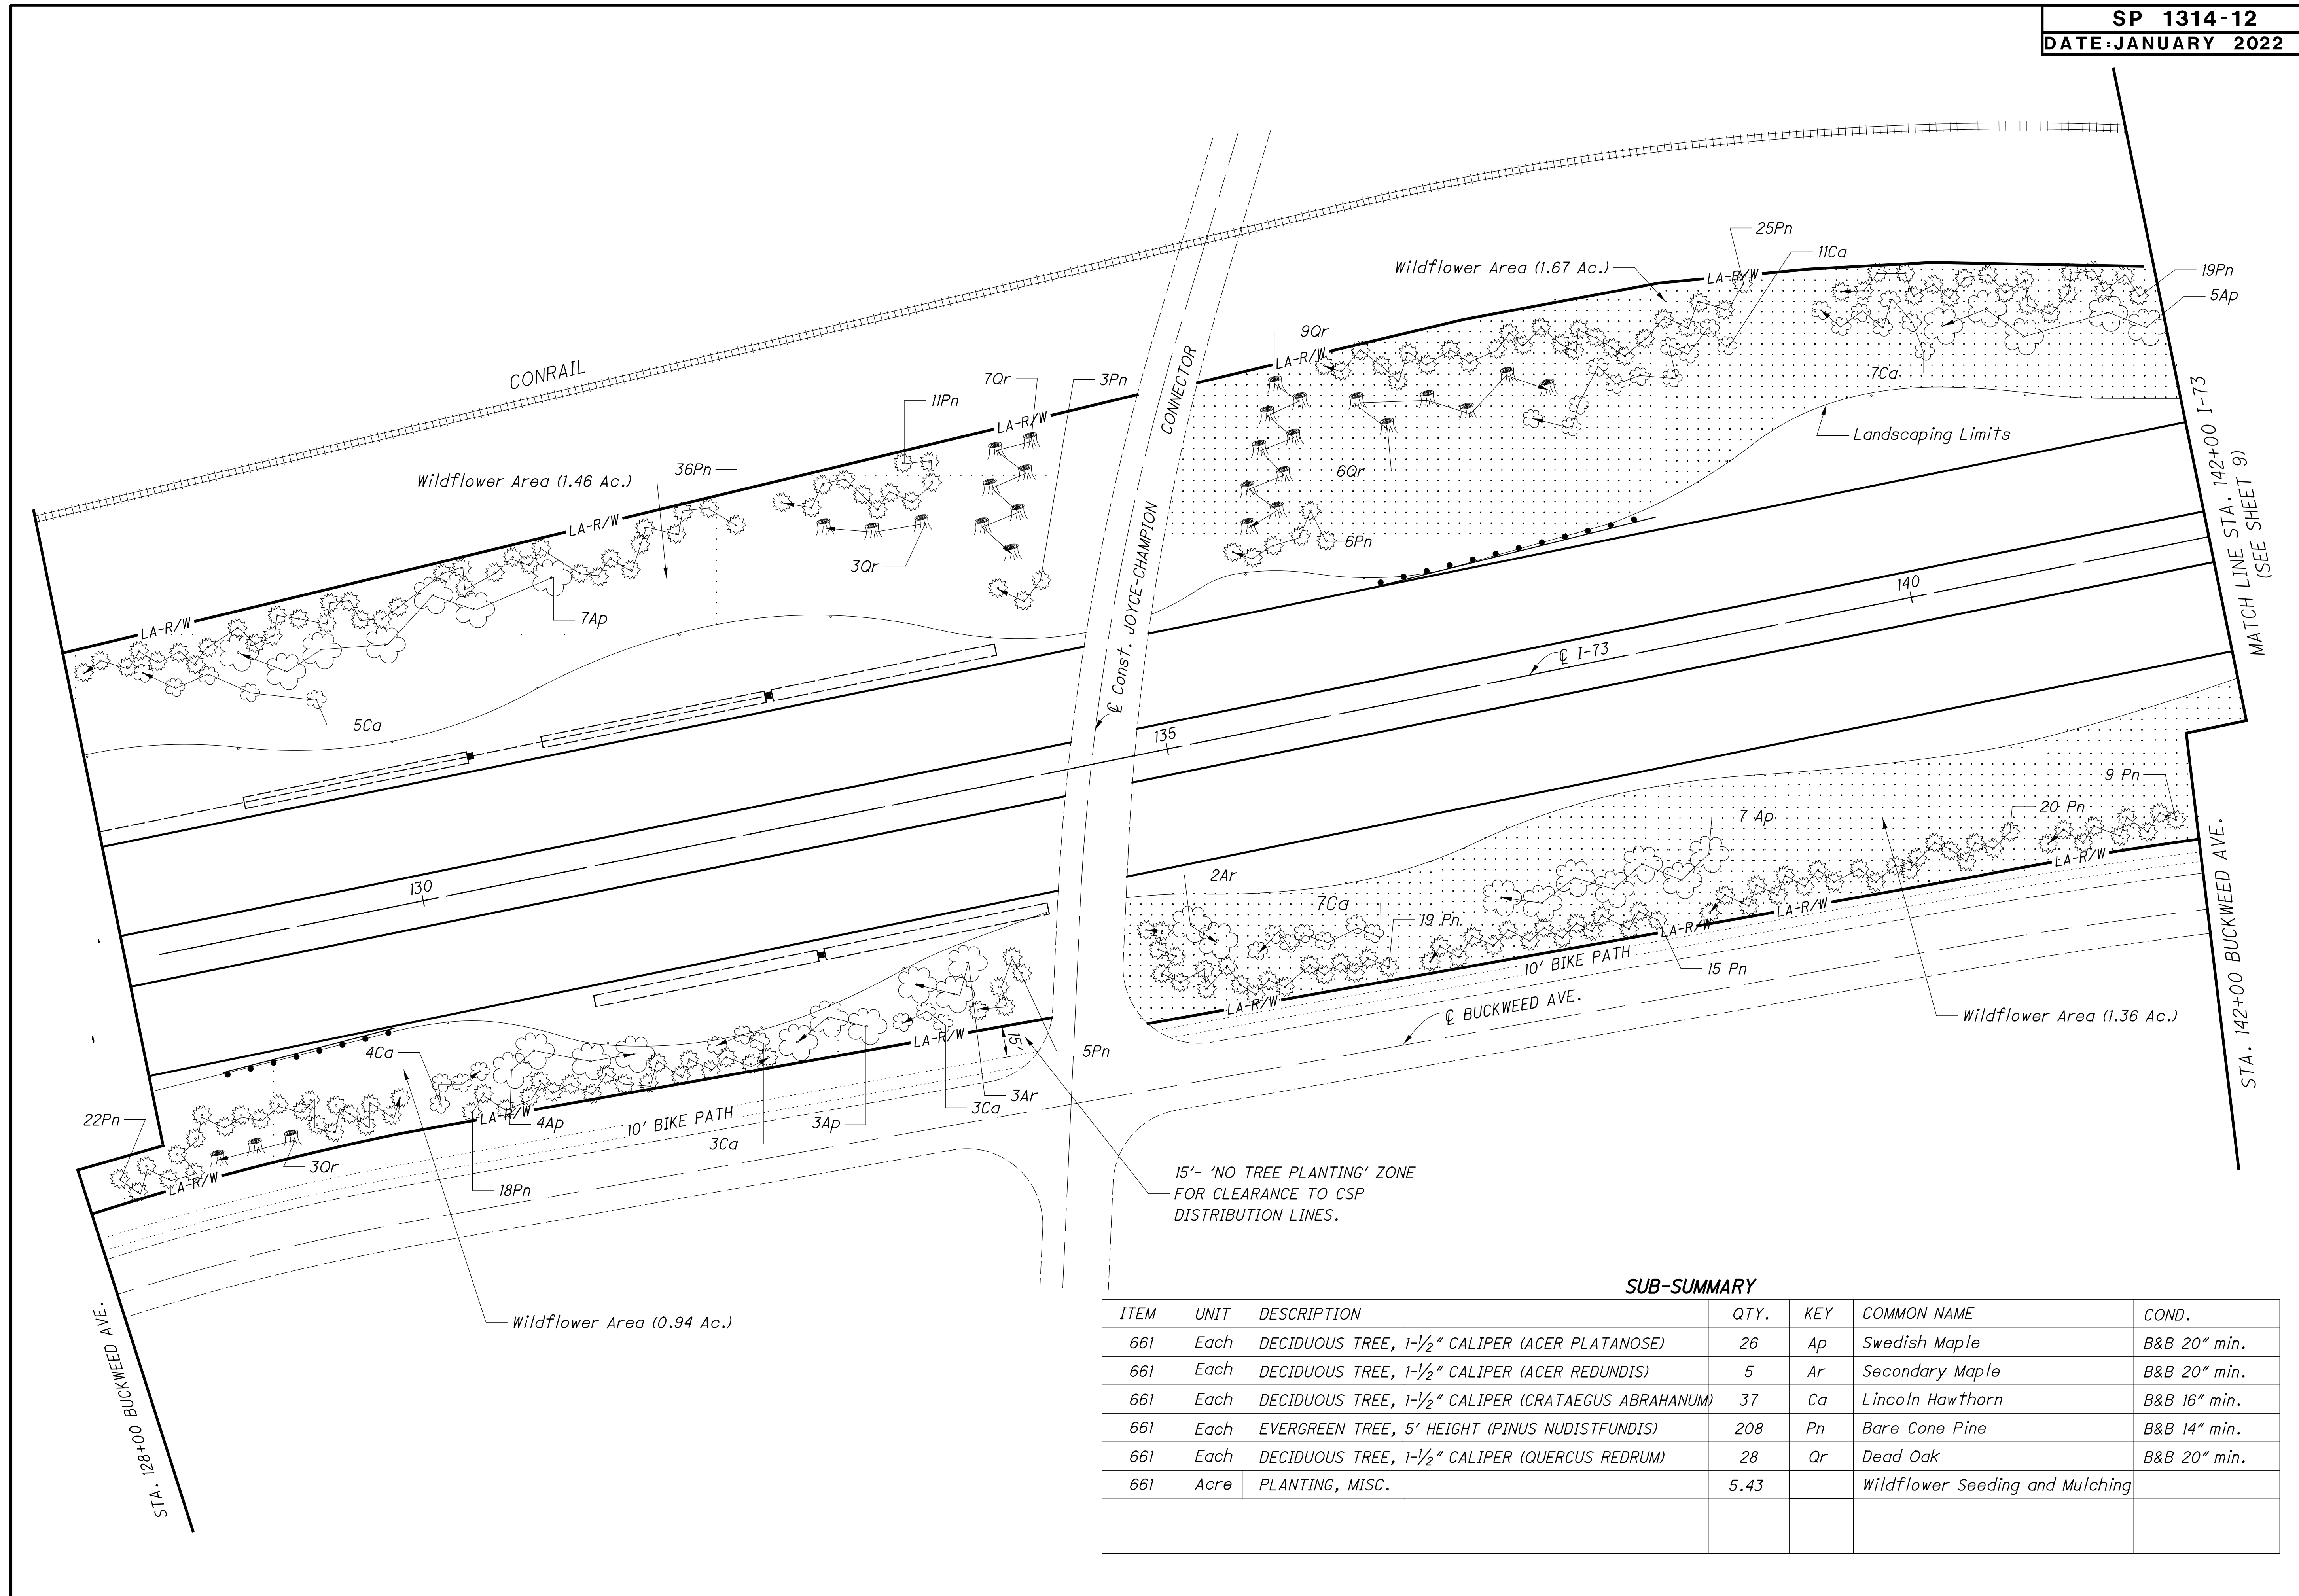 SP 1314-12
DATE:JANUARY 2022
25Pn
11Ca
Wildflower Area (1.67 Ac.)
LA-R/W
19Pn
5Ap
9Qr
LA-R/W
CONNECTOR
7Ca
CONRAIL
7Qr
3Pn
11Pn
LA-R/W
Landscaping Limits
MATCH LINE STA. 142+00 I-73
(SEE SHEET 9)
36Pn
Wildflower Area (1.46 Ac.)
6Qr
LA-R/W
6Pn
3Qr
℄ Const. JOYCE-CHAMPION
140
7Ap
LA-R/W
℄ I-73
5Ca
135
9 Pn
20 Pn
7 Ap
LA-R/W
130
2Ar
7Ca
19 Pn
LA-R/W
LA-R/W
10' BIKE PATH
15 Pn
LA-R/W
℄ BUCKWEED AVE.
Wildflower Area (1.36 Ac.)
STA. 142+00 BUCKWEED AVE.
4Ca
LA-R/W
15'
5Pn
3Ar
3Ca
22Pn
LA-R/W
4Ap
10' BIKE PATH
3Ca
3Ap
3Qr
LA-R/W
18Pn
15'- 'NO TREE PLANTING' ZONE
FOR CLEARANCE TO CSP
DISTRIBUTION LINES.
Wildflower Area (0.94 Ac.)
STA. 128+00 BUCKWEED AVE.
SUB-SUMMARY
ITEM UNIT DESCRIPTION QTY. KEY COMMON NAME COND.
661 Each DECIDUOUS TREE, 1-1/2" CALIPER (ACER PLATANOSE) 26 Ap Swedish Maple B&B 20" min.
661 Each DECIDUOUS TREE, 1-1/2" CALIPER (ACER REDUNDIS) 5 Ar Secondary Maple B&B 20" min.
661 Each DECIDUOUS TREE, 1-1/2" CALIPER (CRATAEGUS ABRAHANUM) 37 Ca Lincoln Hawthorn B&B 16" min.
661 Each EVERGREEN TREE, 5' HEIGHT (PINUS NUDISTFUNDIS) 208 Pn Bare Cone Pine B&B 14" min.
661 Each DECIDUOUS TREE, 1-1/2" CALIPER (QUERCUS REDRUM) 28 Qr Dead Oak B&B 20" min.
661 Acre PLANTING, MISC. 5.43 Wildflower Seeding and Mulching